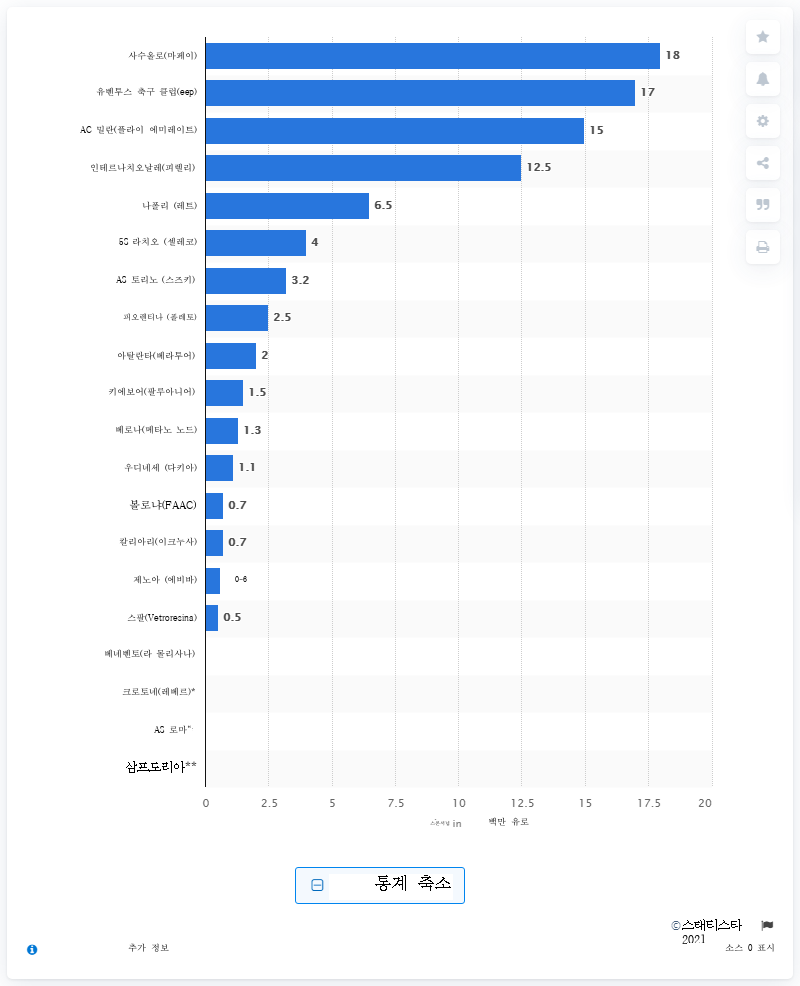 사수올로(마페이) 18
유벤투스 축구 클럽(eep) 17
AC 밀란(플라이 에미레이트) 15
인테르나치오날레(피렐리) 12.5
나폴리 (레트) 6.5
SS 라치오 (셀레코) 4
AS 토리노 (스즈키) 3.2
피오렌티나 (폴레토) 2.5
아탈란타(베라투어) 2
키에보어(팔루아니어) 1.5
베로나(메타노 노드) 1.3
우디네세 (다키아) 1.1
볼로냐(FAAC) 0.7
칼리아리(이크누사) 0.7
제노아 (에비바) 0-6
스팔(Vetroresina) 0.5
베네벤토(라 몰리사나)
크로토네(레베르)*
AS 로마**
삼프도리아**
0 2.5 5 7.5 10 12.5 15 17.5 20
in 백만 유로
통계 축소
©스태티스타
2021
추가 정보
소스 0 표시